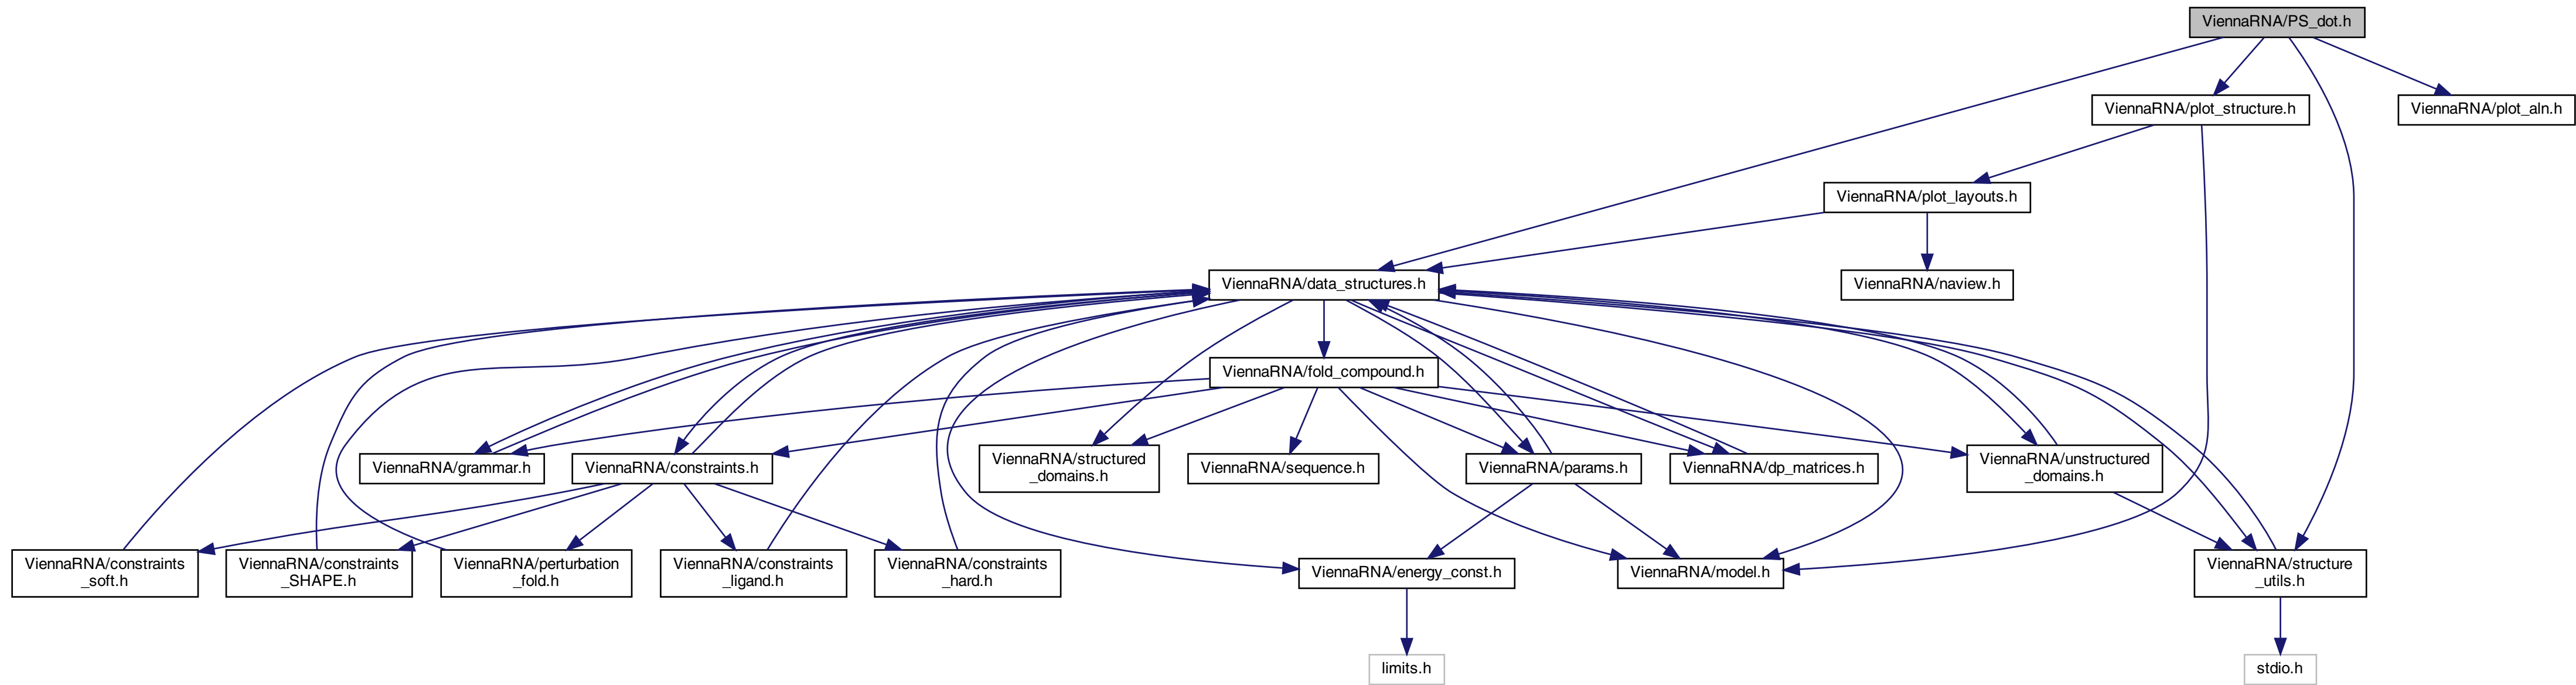 ViennaRNA/PS_dot.h
ViennaRNA/plot_structure.h
ViennaRNA/plot_aln.h
ViennaRNA/plot_layouts.h
ViennaRNA/data_structures.h
ViennaRNA/naview.h
ViennaRNA/fold_compound.h
ViennaRNA/grammar.h
ViennaRNA/constraints.h
ViennaRNA/structured
_domains.h
ViennaRNA/sequence.h
ViennaRNA/params.h
ViennaRNA/dp_matrices.h
ViennaRNA/unstructured
_domains.h
ViennaRNA/constraints
_soft.h
ViennaRNA/constraints
_SHAPE.h
ViennaRNA/perturbation
_fold.h
ViennaRNA/constraints
_ligand.h
ViennaRNA/constraints
_hard.h
ViennaRNA/energy_const.h
ViennaRNA/model.h
ViennaRNA/structure
_utils.h
limits.h
stdio.h